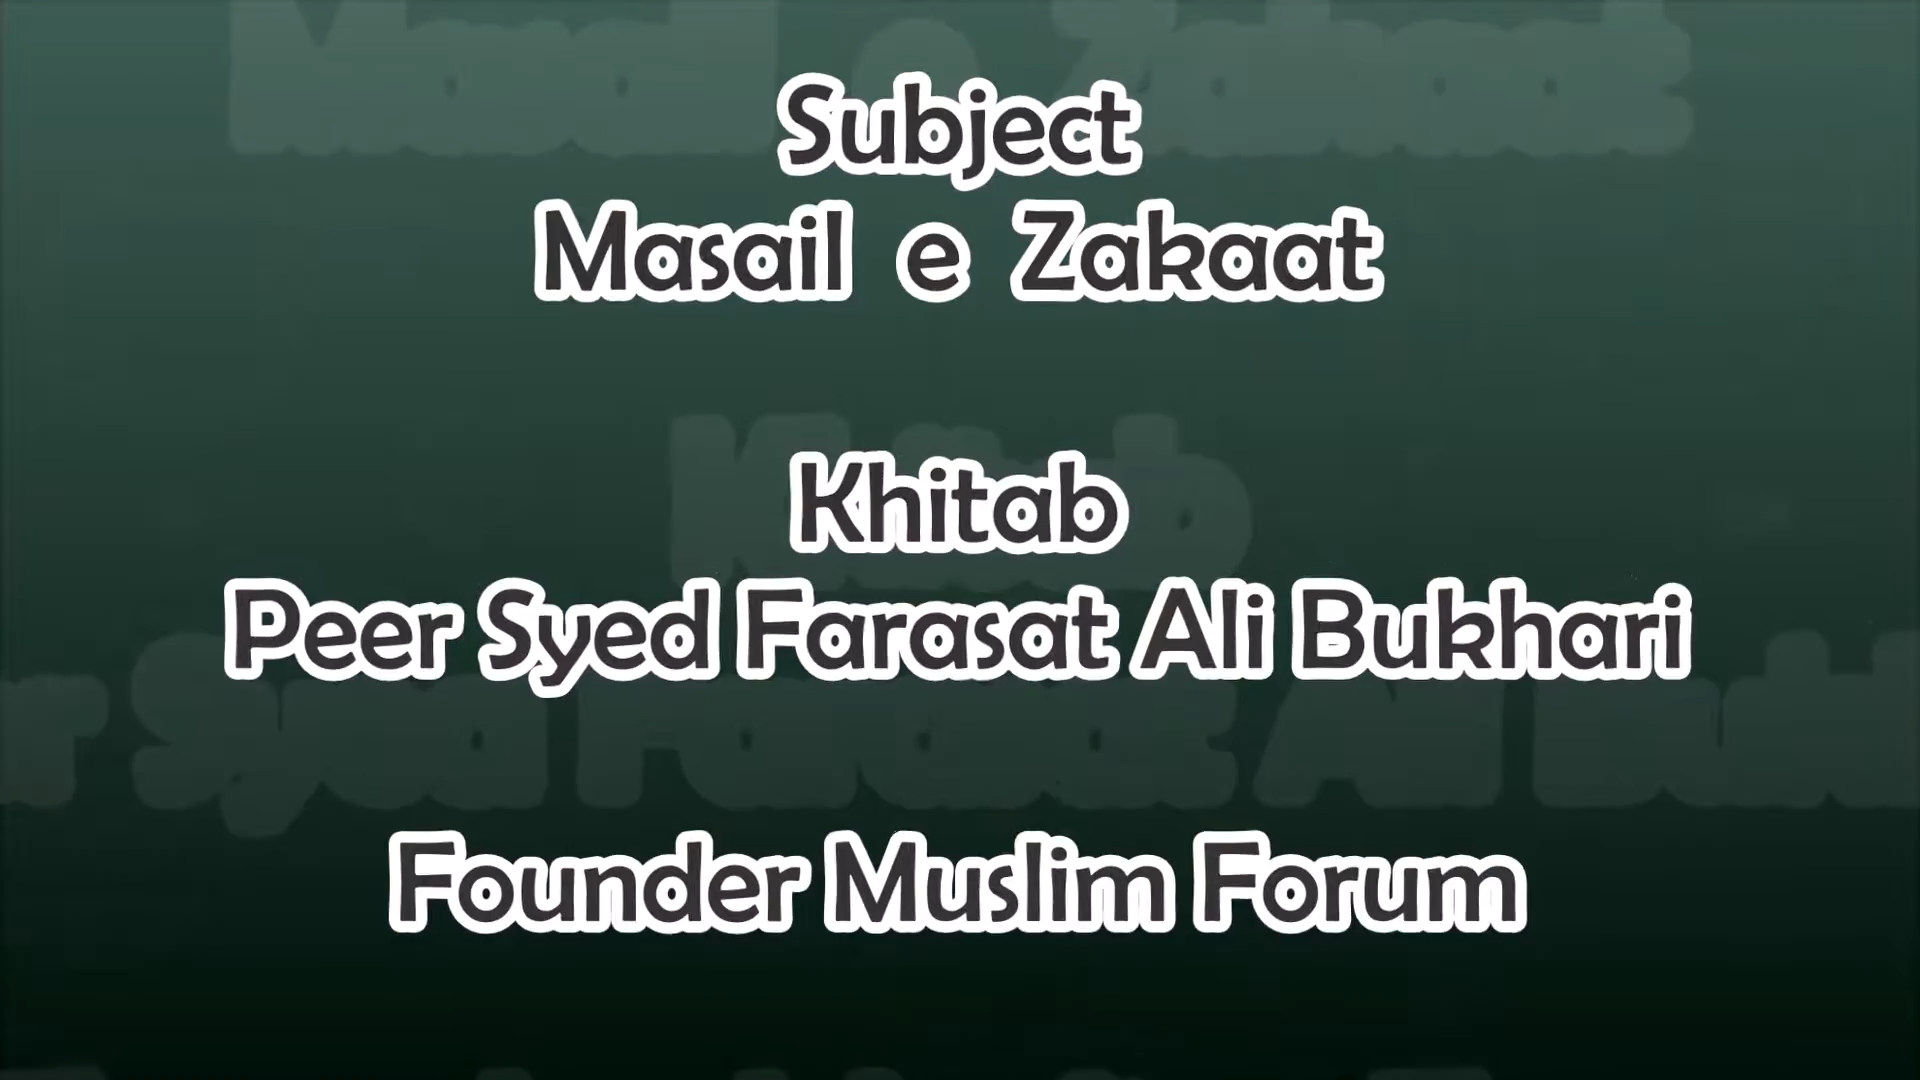 Subject
Masail e Zakaat
Khitab
Peer Syed Farasat Ali Bukhari
Founder Muslim Forum